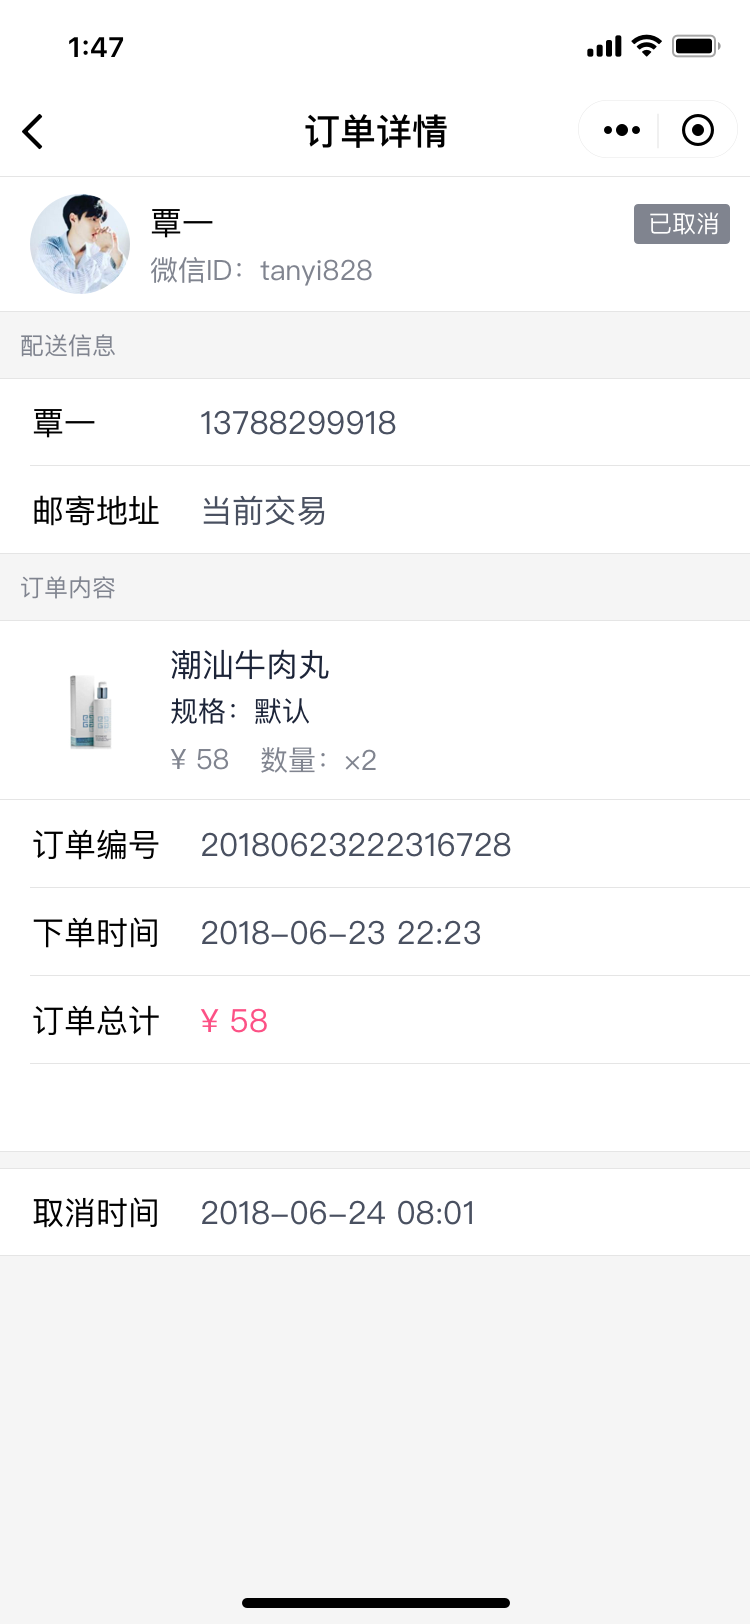 1:47
订单详情
覃一
已取消
微信ID：tanyi828
配送信息
覃一 13788299918
邮寄地址 当前交易
订单内容
潮汕牛肉丸
规格：默认
¥ 58 数量：×2
订单编号 20180623222316728
下单时间 2018-06-23 22:23
订单总计 ¥ 58
取消时间 2018-06-24 08:01